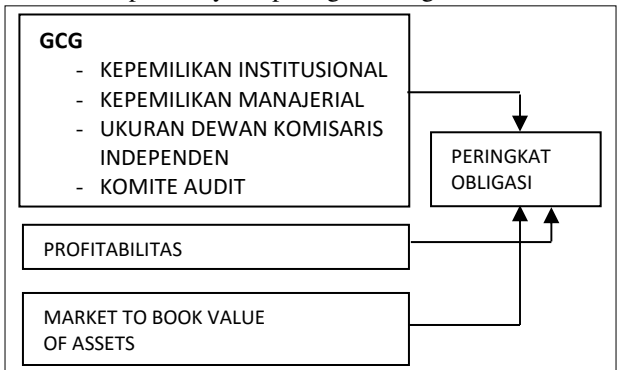 GCG
- KEPEMILIKAN INSTITUSIONAL
- KEPEMILIKAN MANAJERIAL
- UKURAN DEWAN KOMISARIS
INDEPENDEN
- KOMITE AUDIT
PERINGKAT
OBLIGASI
PROFITABILITAS
MARKET TO BOOK VALUE
OF ASSETS